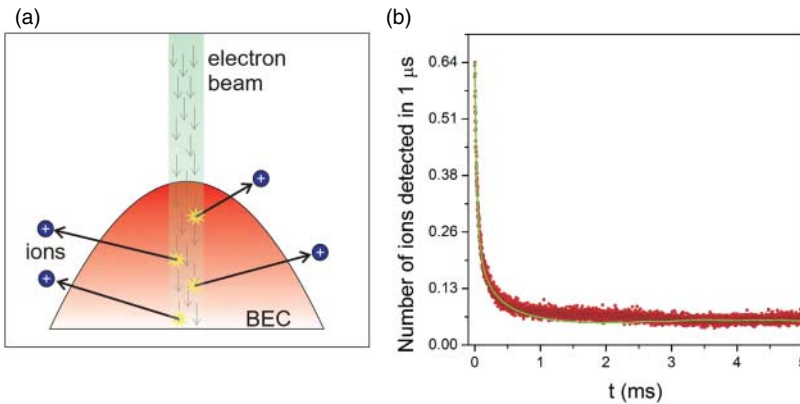 (a)
electron
beam
+
+
ions
+
+
BEC
(b)
Number of ions detected in 1 μs
0.64
0.51
0.38
0.26
0.13
0.00
0
1
2
3
4
5
t (ms)